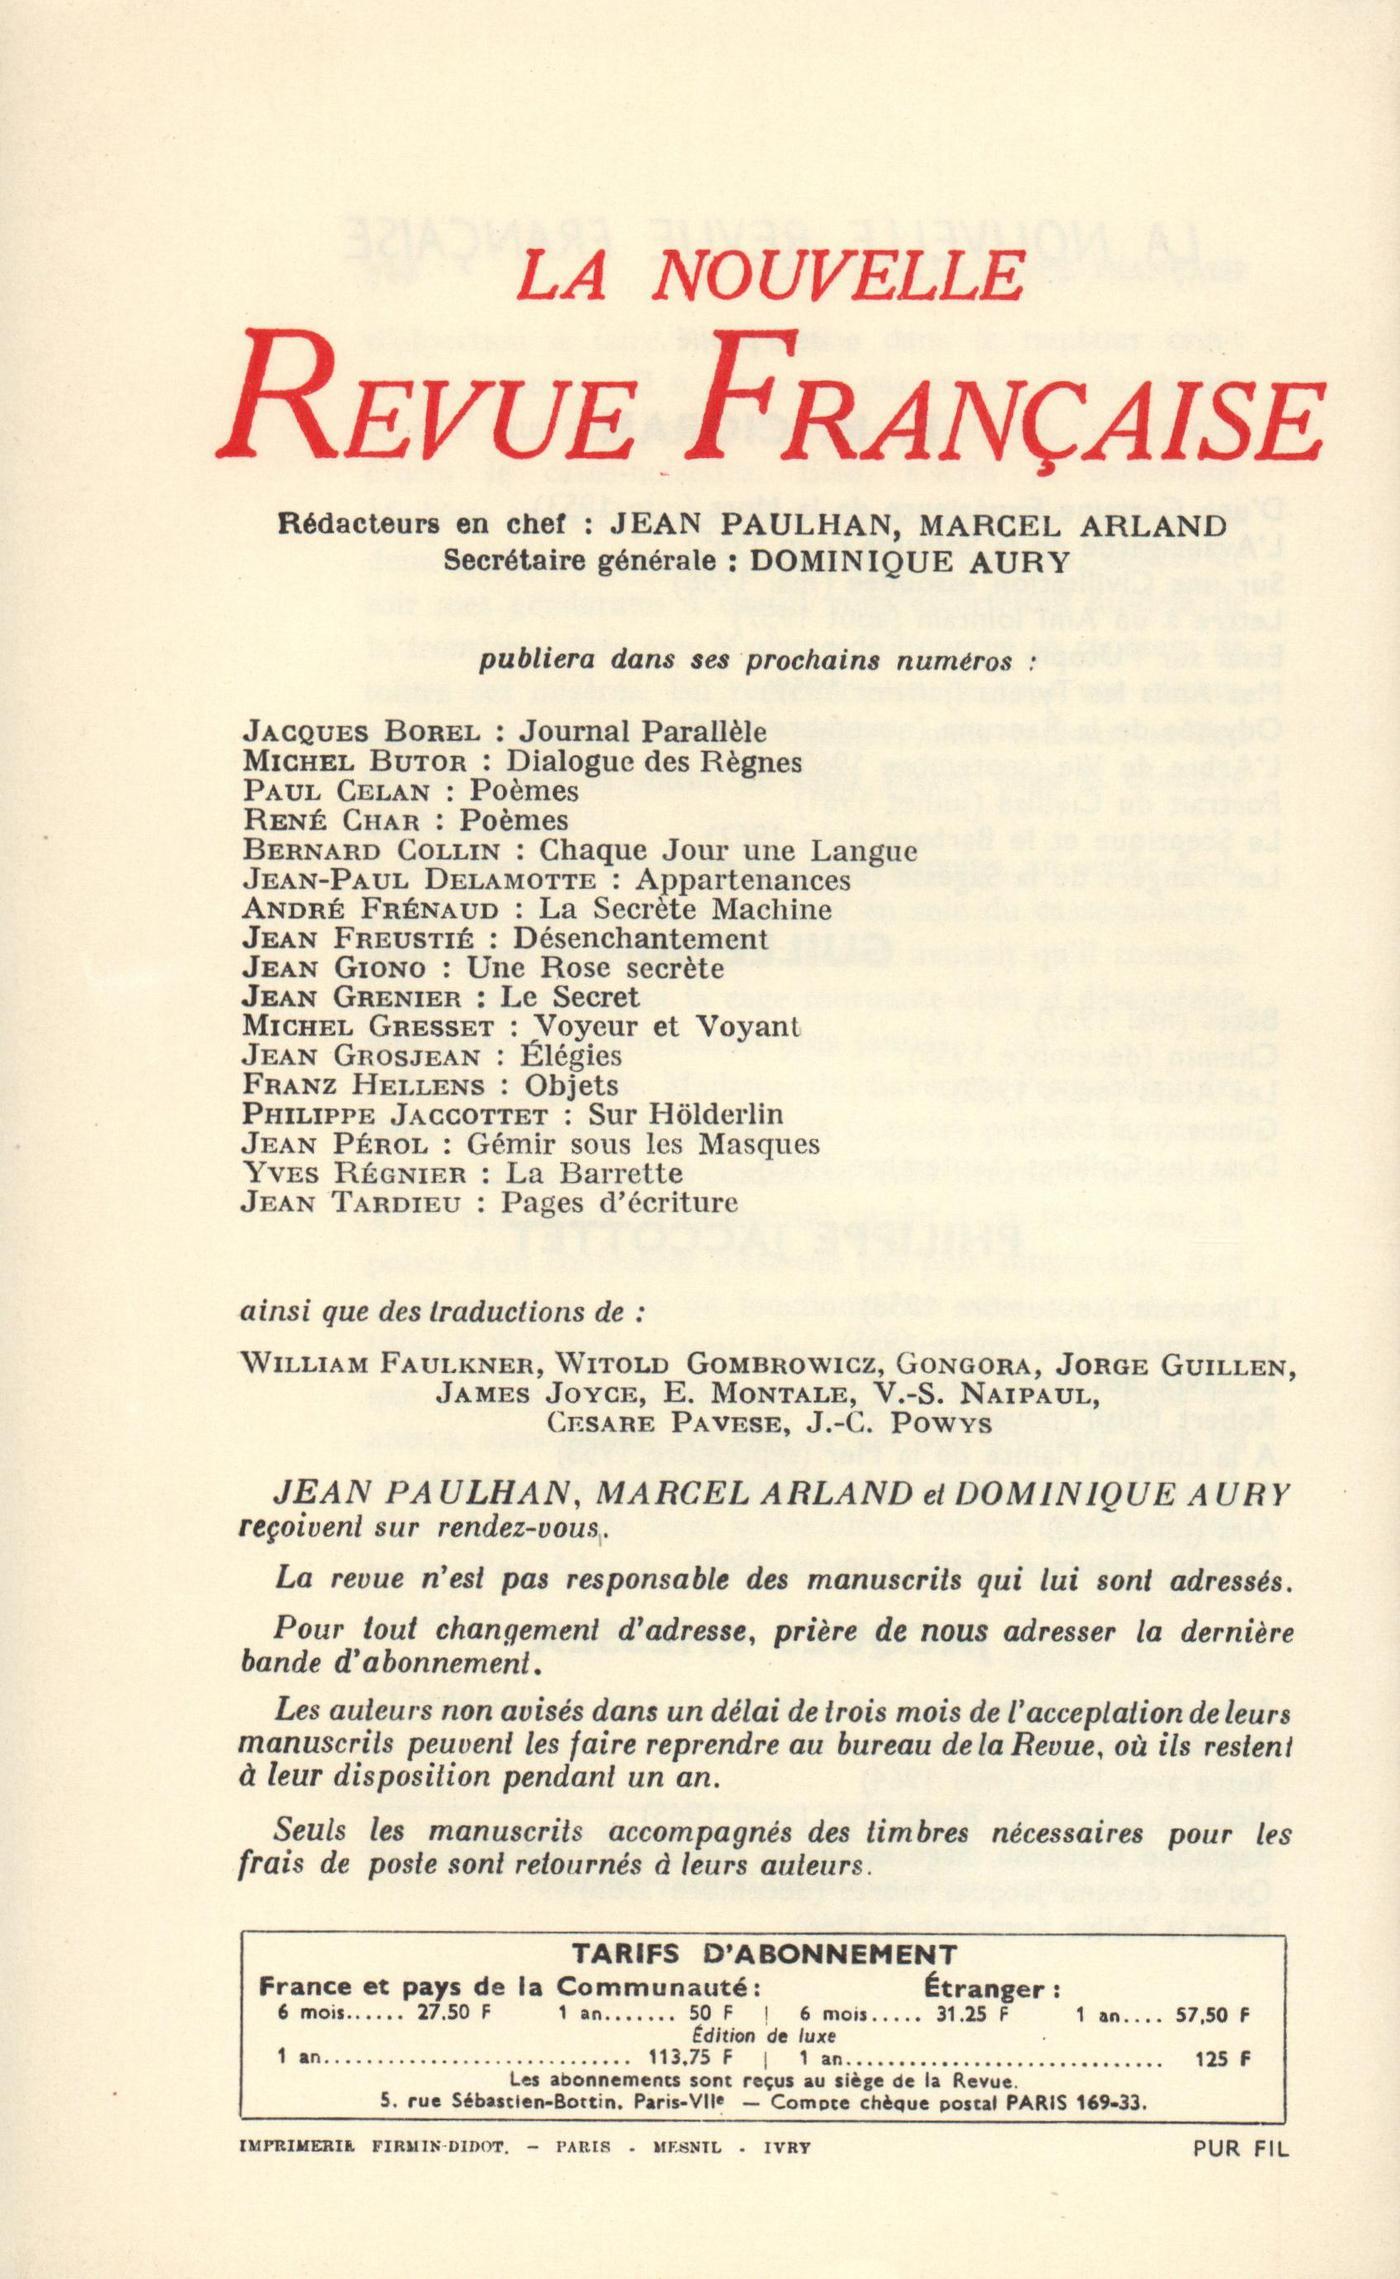 LA NOUVELLE
REVUE FRANÇAISE
Rédacteurs en chef : JEAN PAULHAN, MARCEL ARLAND
Secrétaire générale : DOMINIQUE AURY
publiera dans ses prochains numéros :
JACQUES BOREL : Journal Parallèle
MICHEL BUTOR : Dialogue des Règnes
PAUL CELAN : Poèmes
RENÉ CHAR : Poèmes
BERNARD COLLIN : Chaque Jour une Langue
JEAN-PAUL DELAMOTTE : Appartenances
ANDRÉ FRÉNAUD : La Secrète Machine
JEAN FREUSTIÉ : Désenchantement
JEAN GIONO : Une Rose secrète
JEAN GRENIER : Le Secret
MICHEL GRESSET : Voyeur et Voyant
JEAN GROSJEAN : Élégies
FRANZ HELLENS : Objets
PHILIPPE JACCOTTET : Sur Hölderlin
JEAN PÉROL : Gémir sous les Masques
YVES RÉGNIER : La Barrette
JEAN TARDIEU : Pages d'écriture
ainsi que des traductions de :
WILLIAM FAULKNER, WITOLD GOMBROWICZ, GONGORA, JORGE GUILLEN,
JAMES JOYCE, E. MONTALE, V.-S. NAIPAUL,
CESARE PAVESE, J.-C. POWYS
JEAN PAULHAN, MARCEL ARLAND et DOMINIQUE AURY
reçoivent sur rendez-vous.
La revue n'est pas responsable des manuscrits qui lui sont adressés.
Pour tout changement d'adresse, prière de nous adresser la dernière
bande d'abonnement.
Les auteurs non avisés dans un délai de trois mois de l'acceptation de leurs
manuscrits peuvent les faire reprendre au bureau de la Revue, où ils restent
à leur disposition pendant un an.
Seuls les manuscrits accompagnés des timbres nécessaires pour les
frais de poste sont retournés à leurs auteurs.
TARIFS D'ABONNEMENT
France et pays de la Communauté : Étranger :
6 mois...... 27.50 F 1 an....... 50 F | 6 mois..... 31.25 F 1 an.... 57,50 F
Édition de luxe
1 an............................. 113,75 F | 1 an.............................. 125 F
Les abonnements sont reçus au siège de la Revue.
5. rue Sébastien-Bottin. Paris-VIIe — Compte chèque postal PARIS 169-33.
IMPRIMERIE FIRMIN-DIDOT. — PARIS - MESNIL - IVRY PUR FIL